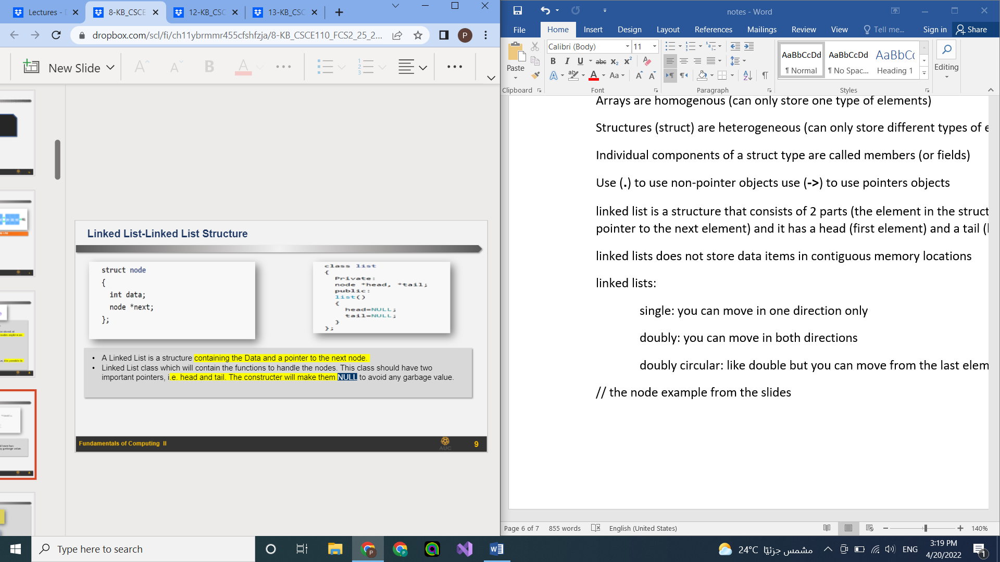 Lectures -
8-KB_CSCE
12-KB_CSC
13-KB_CSC
dropbox.com/scl/fi/ch11ybrmmr455cfshfzja/8-KB_CSCE110_FCS2_25_2...
P
New Slide
Linked List-Linked List Structure
struct node
{
int data;
node *next;
};
class list
{
Private:
node *head, *tail;
public:
list()
{
head=NULL;
tail=NULL;
}
};
• A Linked List is a structure containing the Data and a pointer to the next node.
• Linked List class which will contain the functions to handle the nodes. This class should have two
important pointers, i.e. head and tail. The constructer will make them NULL to avoid any garbage value.
Fundamentals of Computing II
AUC
9
notes - Word
File
Home
Insert
Design
Layout
References
Mailings
Review
View
Tell me...
Sign in
Share
Paste
Calibri (Body)
11
B I U abc x₂ x²
A Aa A A
AaBbCcDd AaBbCcDd AaBbCc
¶ Normal ¶ No Spac... Heading 1
Editing
Clipboard
Font
Paragraph
Styles
Arrays are homogenous (can only store one type of elements)
Structures (struct) are heterogeneous (can only store different types of e
Individual components of a struct type are called members (or fields)
Use (.) to use non-pointer objects use (->) to use pointers objects
linked list is a structure that consists of 2 parts (the element in the struct
pointer to the next element) and it has a head (first element) and a tail (l
linked lists does not store data items in contiguous memory locations
linked lists:
single: you can move in one direction only
doubly: you can move in both directions
doubly circular: like double but you can move from the last elem
// the node example from the slides
Page 6 of 7
855 words
English (United States)
140%
Type here to search
24°C مشمس جزئيًا
ENG
3:19 PM
4/20/2022
1